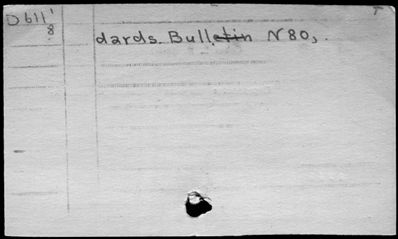 D611
8
dards. Bulletin N80,.